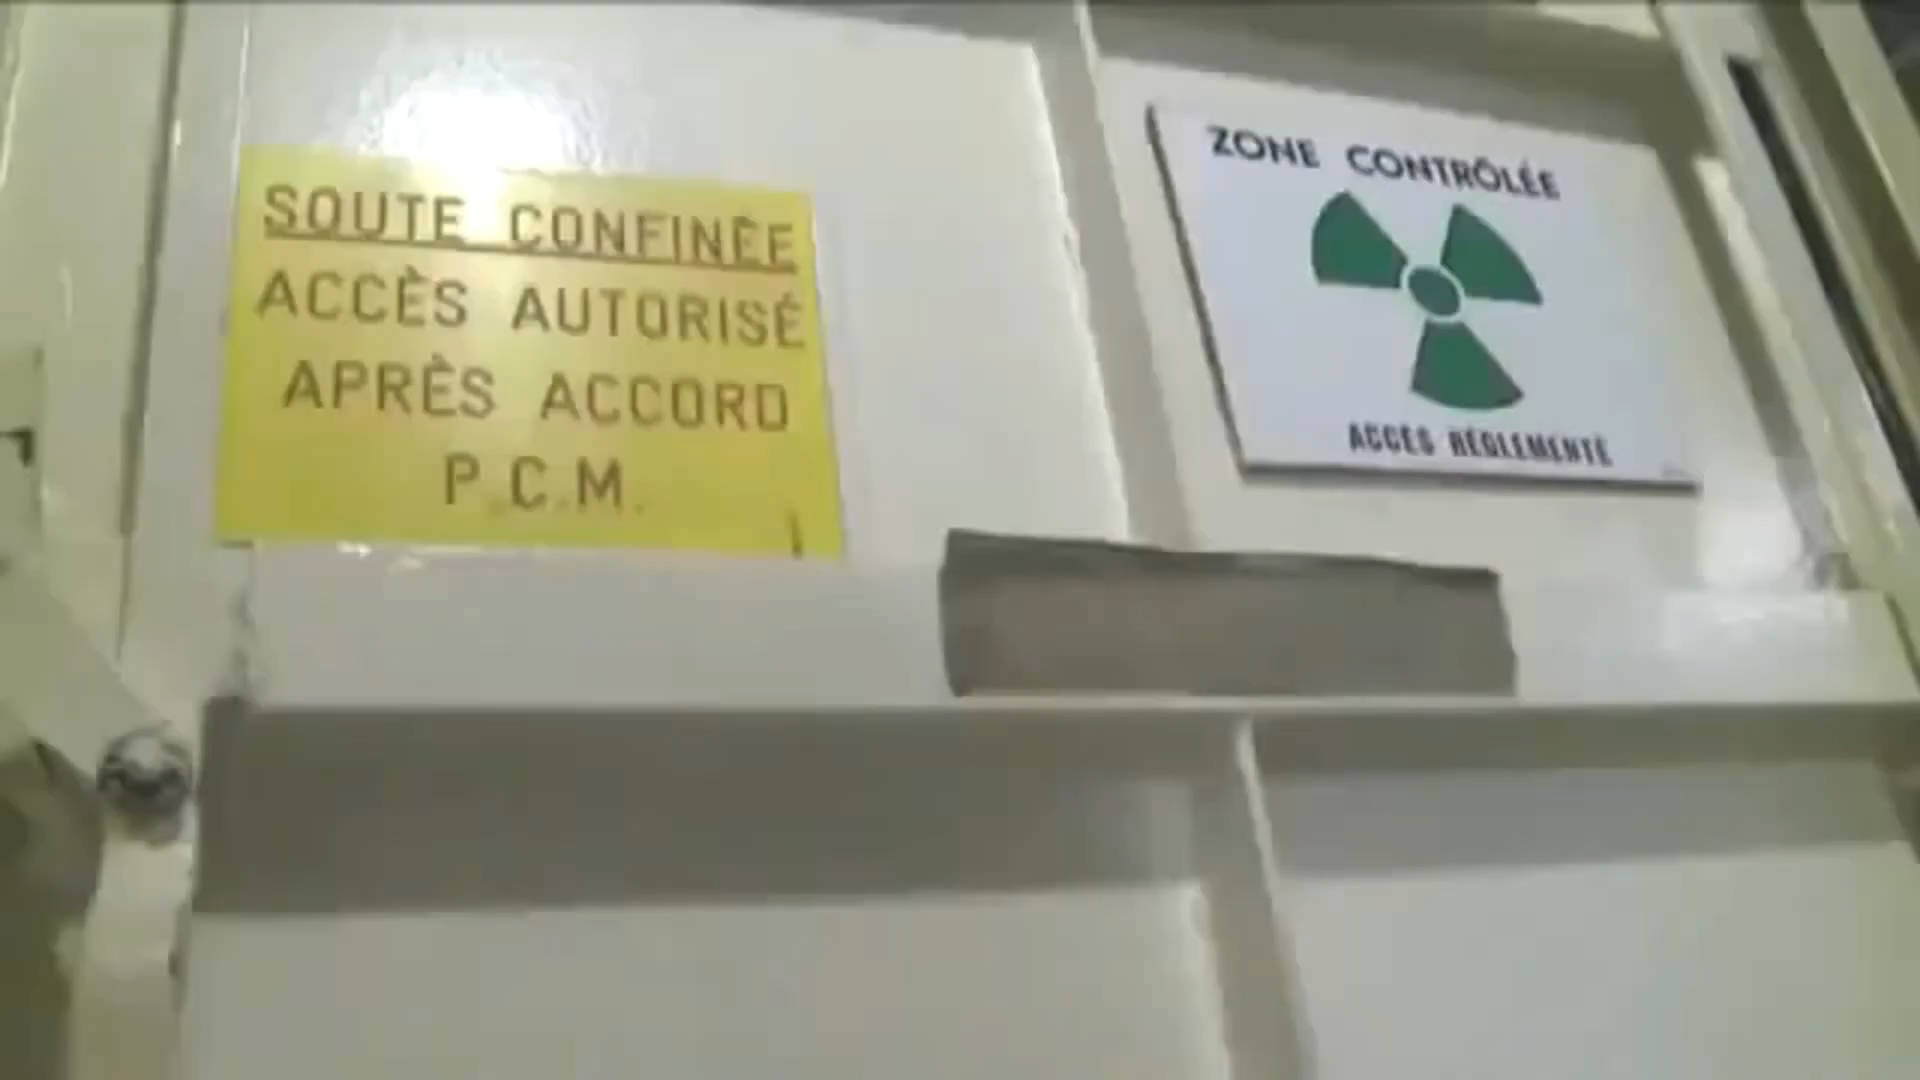 SOUTE CONFINÉE
ACCÈS AUTORISÉ
APRÈS ACCORD
P.C.M.
ZONE CONTRÔLÉE
ACCÈS RÉGLEMENTÉ